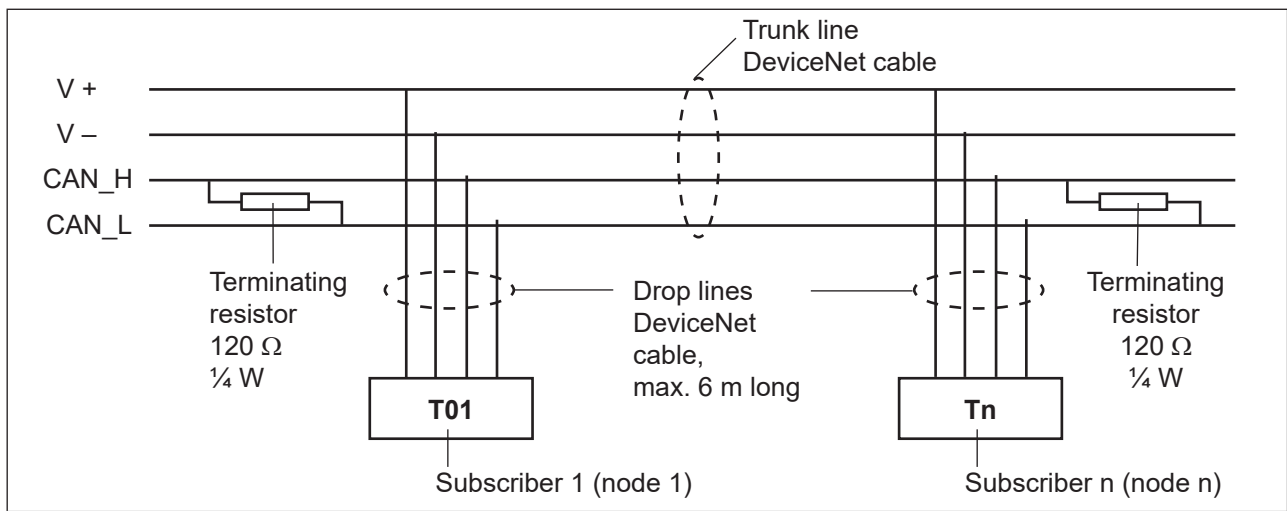 Trunk line
DeviceNet cable
V +
V –
CAN_H
CAN_L
Terminating
resistor
120 Ω
¼ W
Drop lines
DeviceNet
cable,
max. 6 m long
Terminating
resistor
120 Ω
¼ W
T01
Tn
Subscriber 1 (node 1)
Subscriber n (node n)